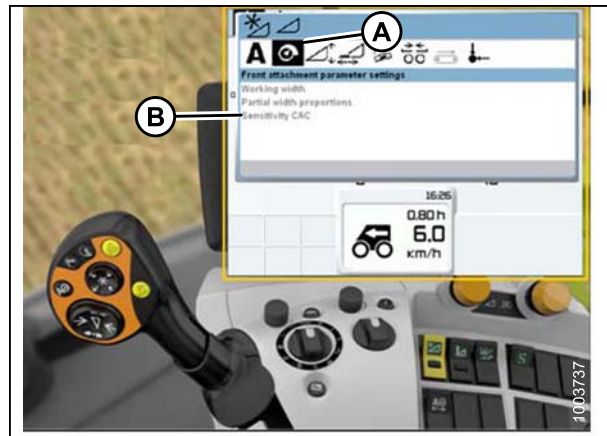 A
A
Front attachment parameter settings
Working width
Partial width proportions
B
Sensitivity CAC
16:26
0.80 h
6.0
km/h
S
1003737